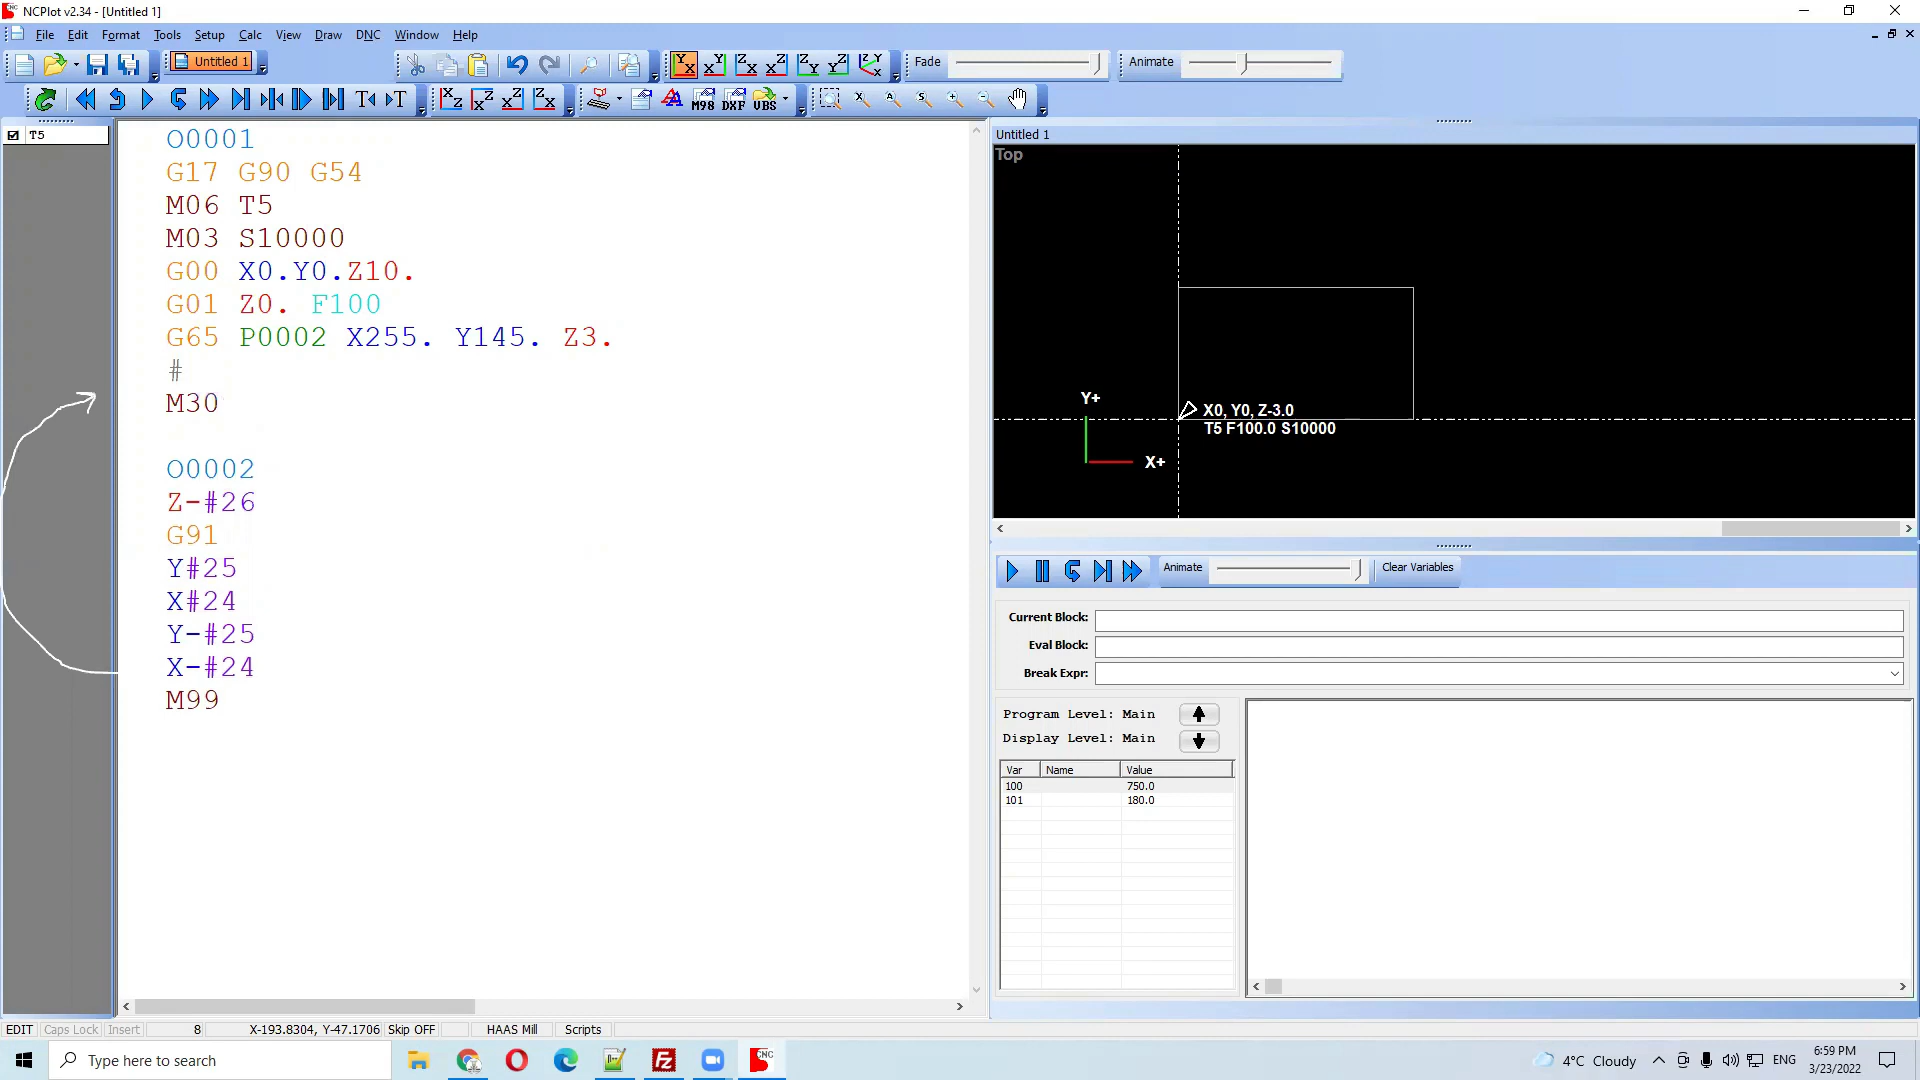 NCPlot v2.34 - [Untitled 1]
File Edit Format Tools Setup Calc View Draw DNC Window Help
Untitled 1
Fade
Animate
M98 DXF VBS
T5
O0001
G17 G90 G54
M06 T5
M03 S10000
G00 X0.Y0.Z10.
G01 Z0. F100
G65 P0002 X255. Y145. Z3.
#
M30
O0002
Z-#26
G91
Y#25
X#24
Y-#25
X-#24
M99
Untitled 1
Top
Y+
X+
X0, Y0, Z-3.0
T5 F100.0 S10000
Animate
Clear Variables
Current Block:
Eval Block:
Break Expr:
Program Level: Main
Display Level: Main
Var Name Value
100 750.0
101 180.0
EDIT Caps Lock Insert 8 X-193.8304, Y-47.1706 Skip OFF HAAS Mill Scripts
Type here to search
CNC
4°C Cloudy
ENG
6:59 PM
3/23/2022